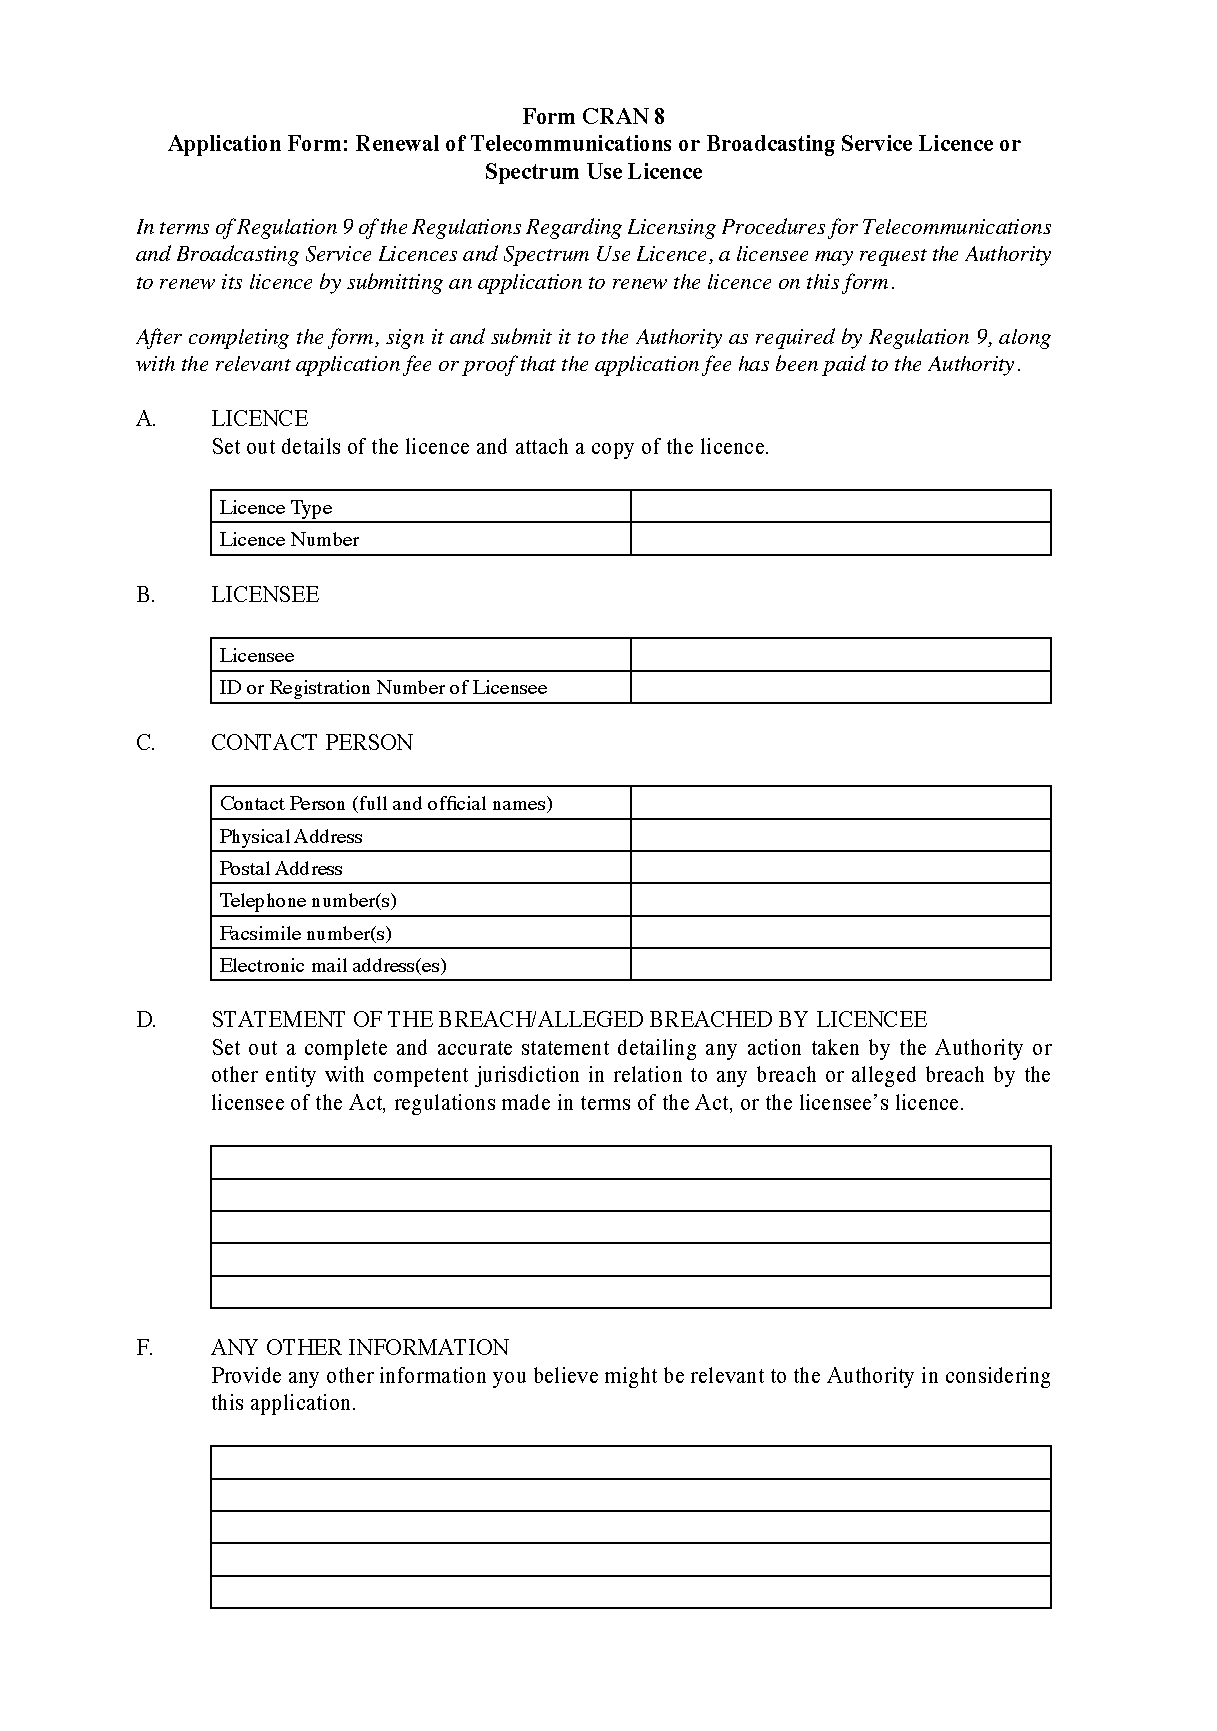 Form CRAN 8
Application Form: Renewal of Telecommunications or Broadcasting Service Licence or
Spectrum Use Licence
In terms of Regulation 9 of the Regulations Regarding Licensing Procedures for Telecommunications
and Broadcasting Service Licences and Spectrum Use Licence, a licensee may request the Authority
to renew its licence by submitting an application to renew the licence on this form.
After completing the form, sign it and submit it to the Authority as required by Regulation 9, along
with the relevant application fee or proof that the application fee has been paid to the Authority.
A. LICENCE
Set out details of the licence and attach a copy of the licence.
Licence Type
Licence Number
B. LICENSEE
Licensee
ID or Registration Number of Licensee
C. CONTACT PERSON
Contact Person (full and official names)
Physical Address
Postal Address
Telephone number(s)
Facsimile number(s)
Electronic mail address(es)
D. STATEMENT OF THE BREACH/ALLEGED BREACHED BY LICENCEE
Set out a complete and accurate statement detailing any action taken by the Authority or
other entity with competent jurisdiction in relation to any breach or alleged breach by the
licensee of the Act, regulations made in terms of the Act, or the licensee’s licence.
F. ANY OTHER INFORMATION
Provide any other information you believe might be relevant to the Authority in considering
this application.